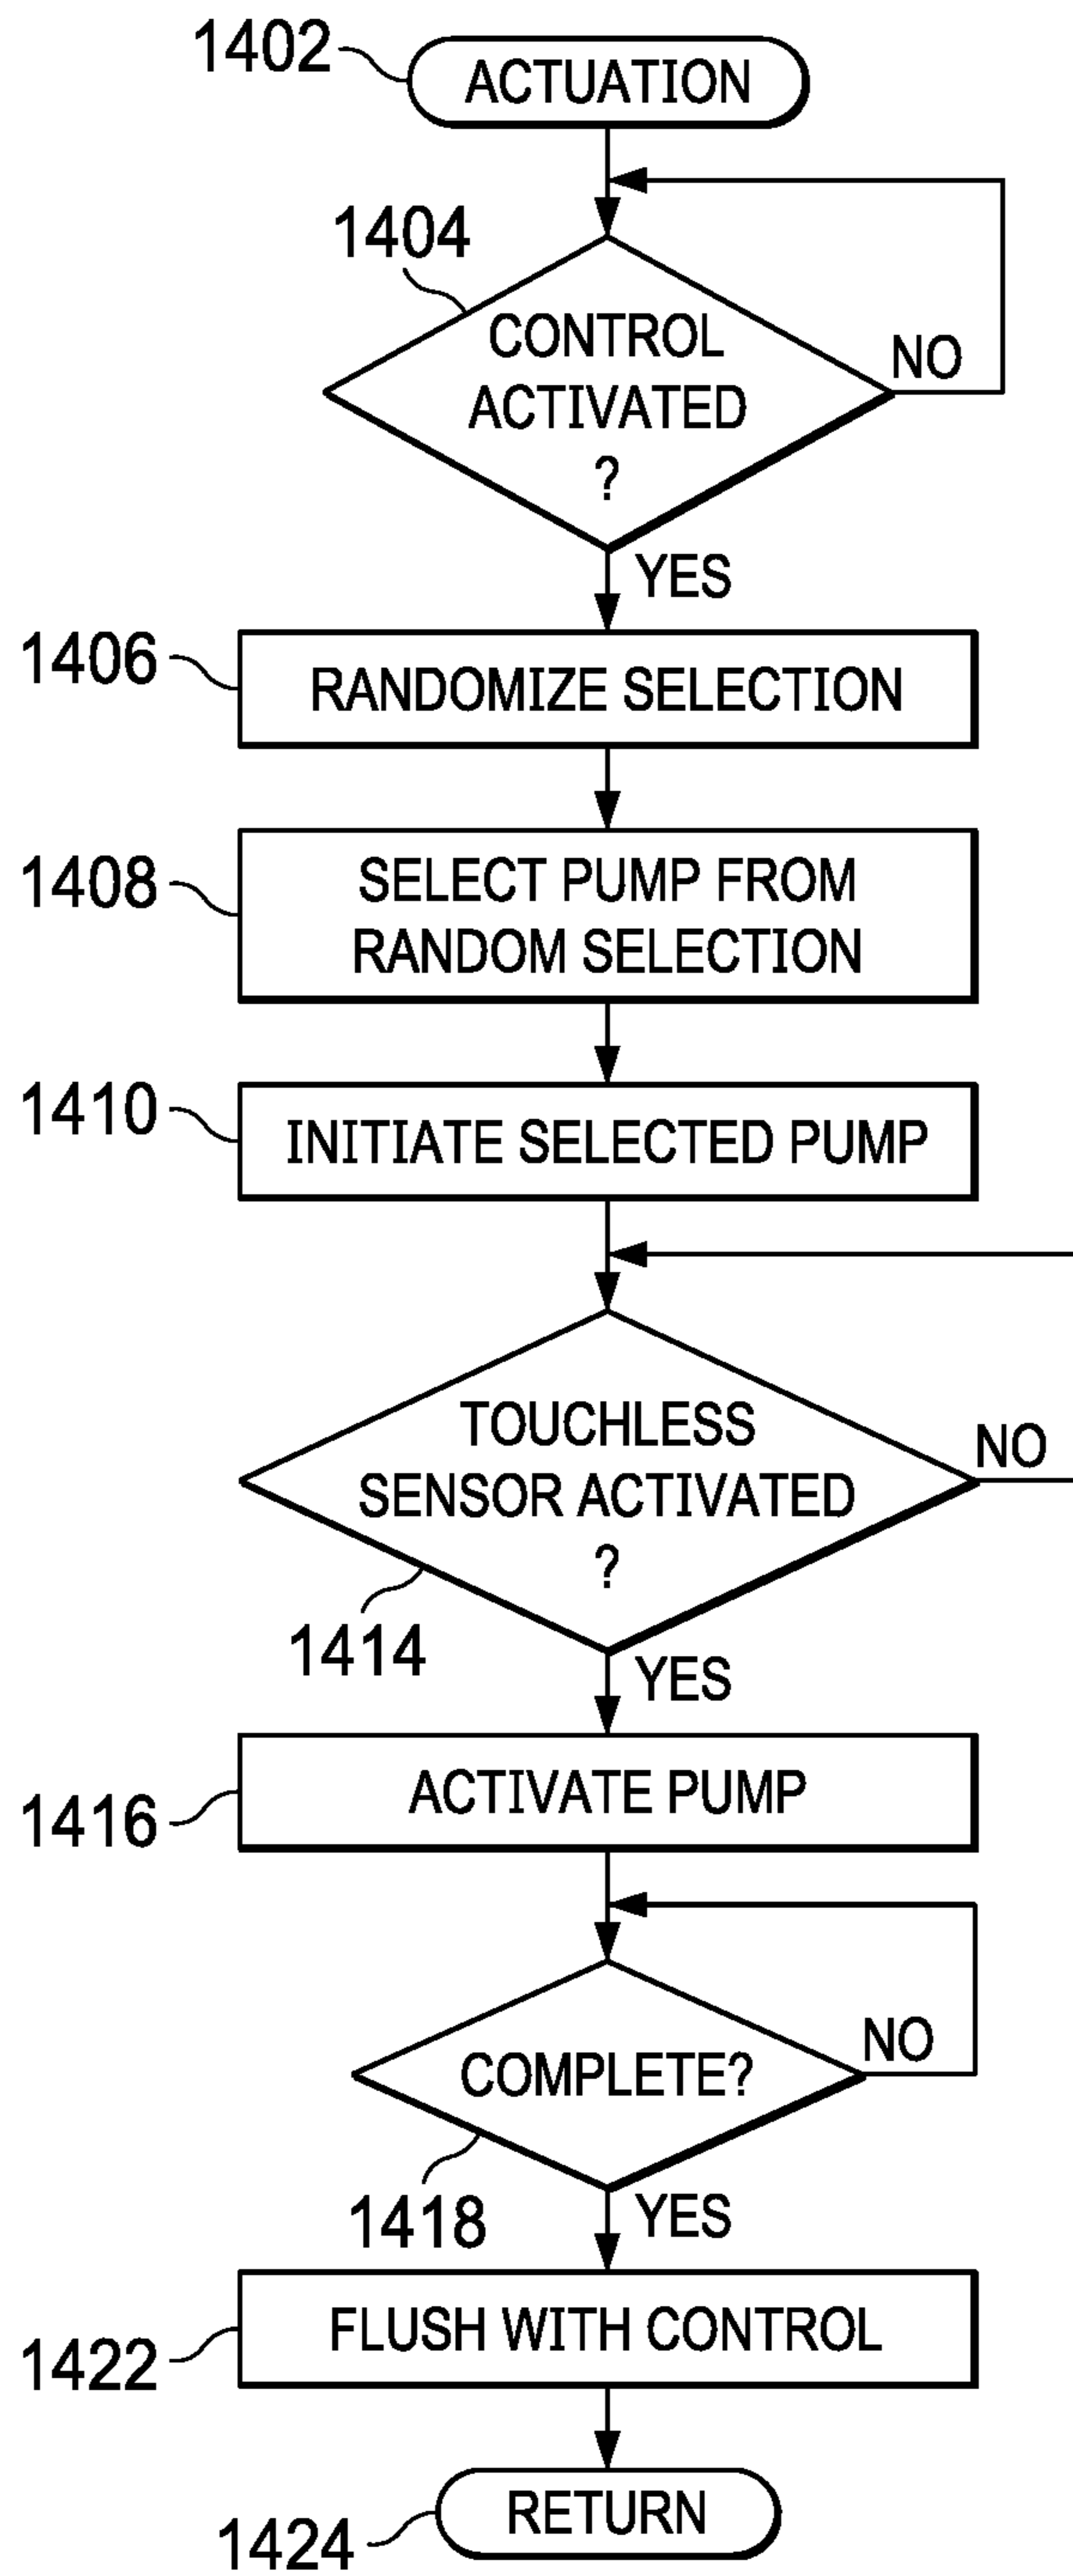 1402
ACTUATION
1404
CONTROL
ACTIVATED
?
NO
YES
1406
RANDOMIZE SELECTION
1408
SELECT PUMP FROM
RANDOM SELECTION
1410
INITIATE SELECTED PUMP
TOUCHLESS
SENSOR ACTIVATED
?
NO
1414
YES
1416
ACTIVATE PUMP
COMPLETE?
NO
1418
YES
1422
FLUSH WITH CONTROL
1424
RETURN